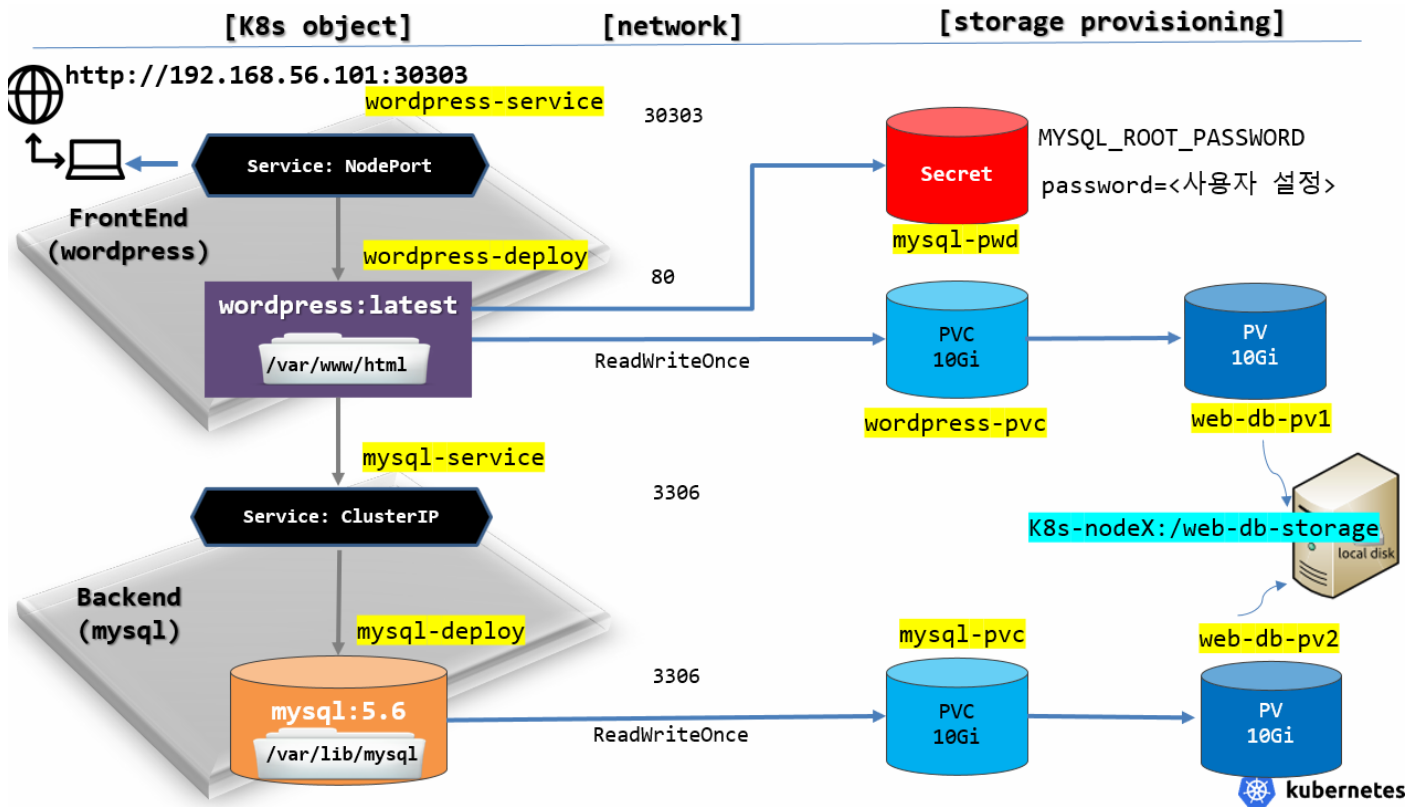 [K8s object]
[network]
[storage provisioning]
http://192.168.56.101:30303
wordpress-service
30303
Service: NodePort
Secret
MYSQL_ROOT_PASSWORD
password=<사용자 설정>
mysql-pwd
FrontEnd
(wordpress)
wordpress-deploy
80
wordpress:latest
/var/www/html
ReadWriteOnce
PVC
10Gi
PV
10Gi
wordpress-pvc
web-db-pv1
mysql-service
3306
Service: ClusterIP
K8s-nodeX:/web-db-storage
local disk
Backend
(mysql)
mysql-deploy
mysql-pvc
web-db-pv2
3306
mysql:5.6
/var/lib/mysql
ReadWriteOnce
PVC
10Gi
PV
10Gi
kubernetes